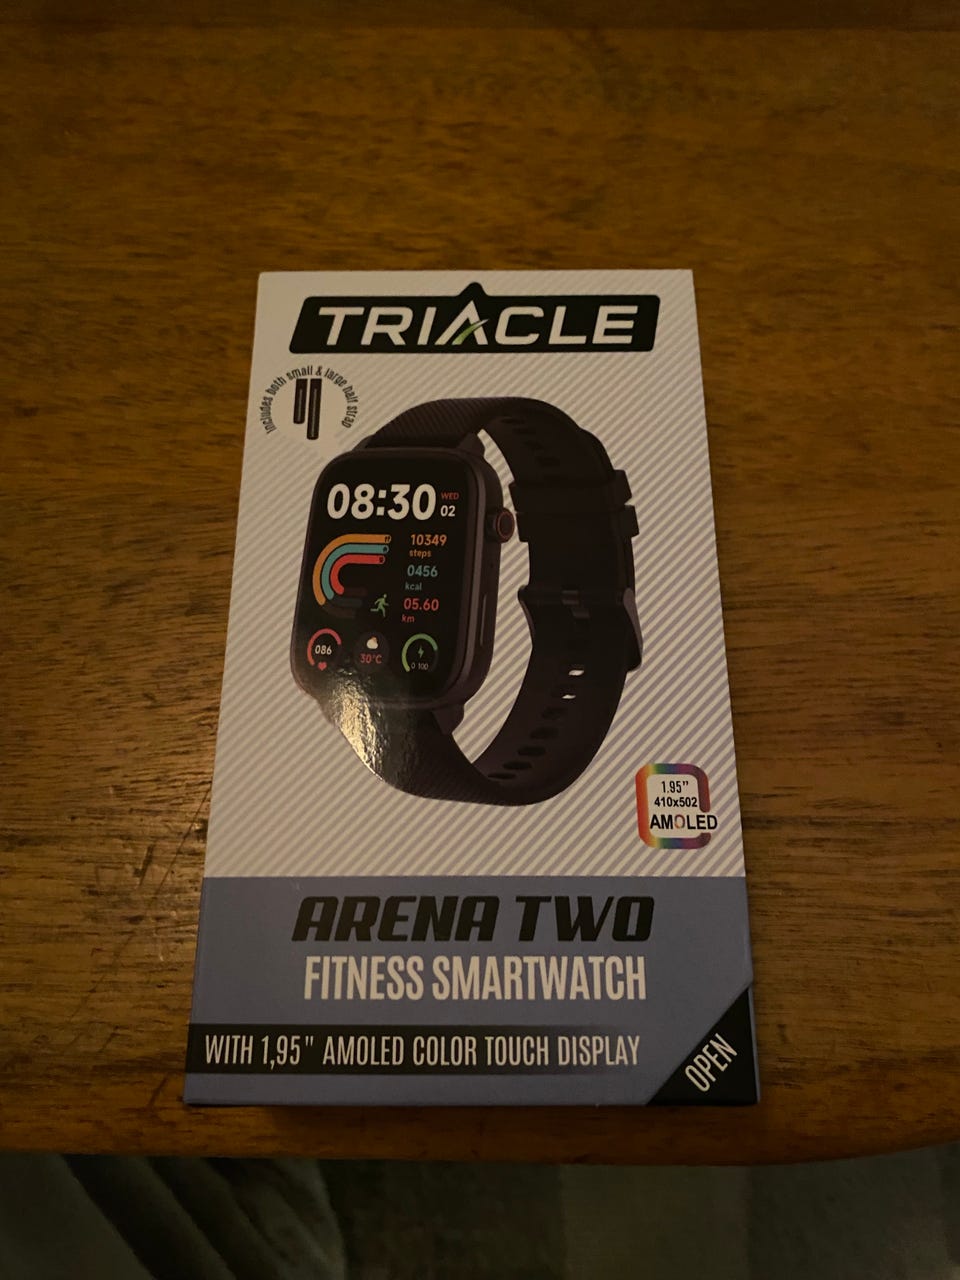 TRIACLE
Includes both small & large half strap
08:30
WED
02
10349
steps
0456
kcal
05.60
km
086
30°C
0 100
1.95"
410x502
AMOLED
ARENA TWO
FITNESS SMARTWATCH
WITH 1,95" AMOLED COLOR TOUCH DISPLAY
OPEN